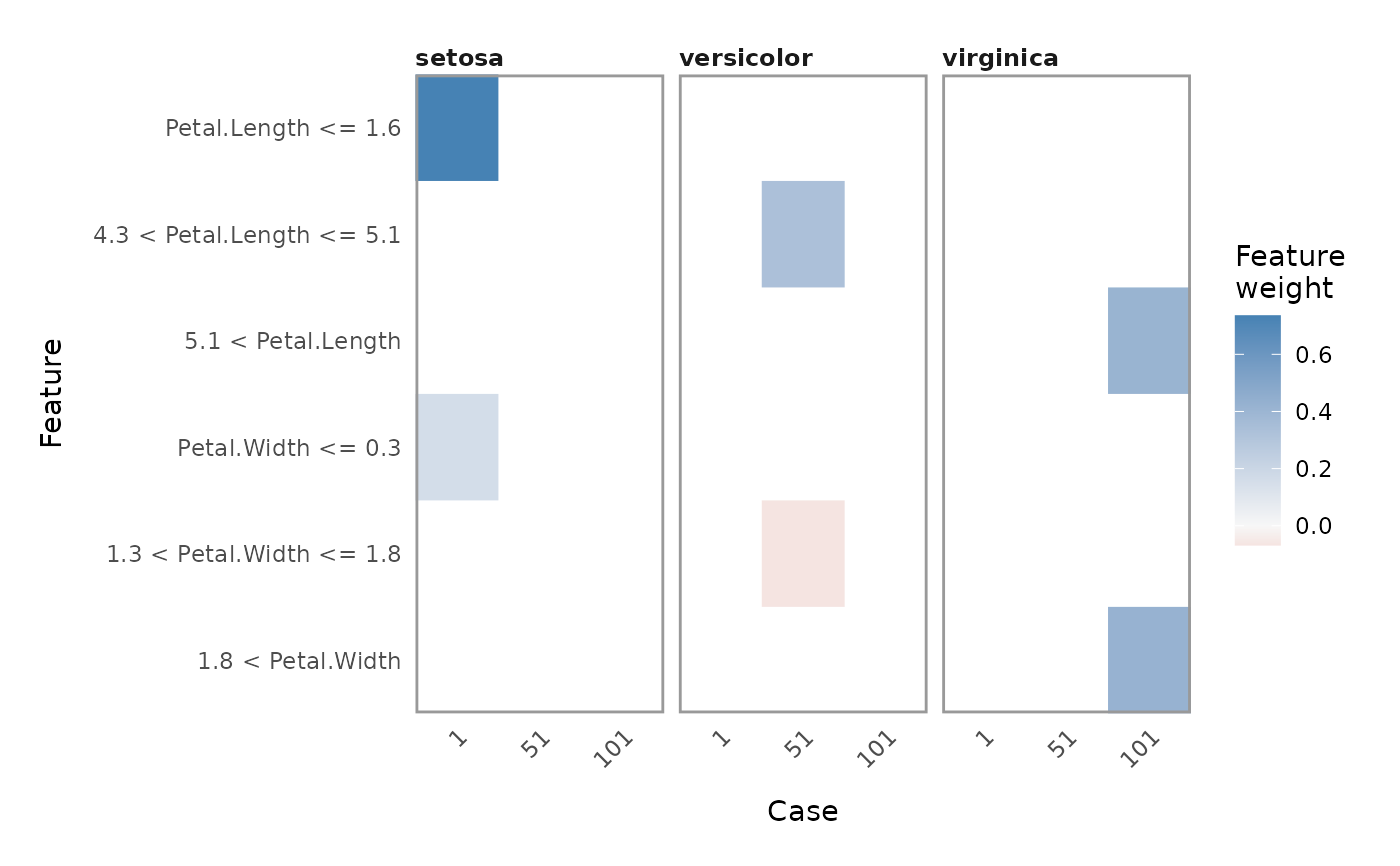 setosa
versicolor
virginica
Petal.Length <= 1.6
4.3 < Petal.Length <= 5.1
5.1 < Petal.Length
Petal.Width <= 0.3
1.3 < Petal.Width <= 1.8
1.8 < Petal.Width
Feature
1
51
101
1
51
101
1
51
101
Case
Feature
weight
0.6
0.4
0.2
0.0